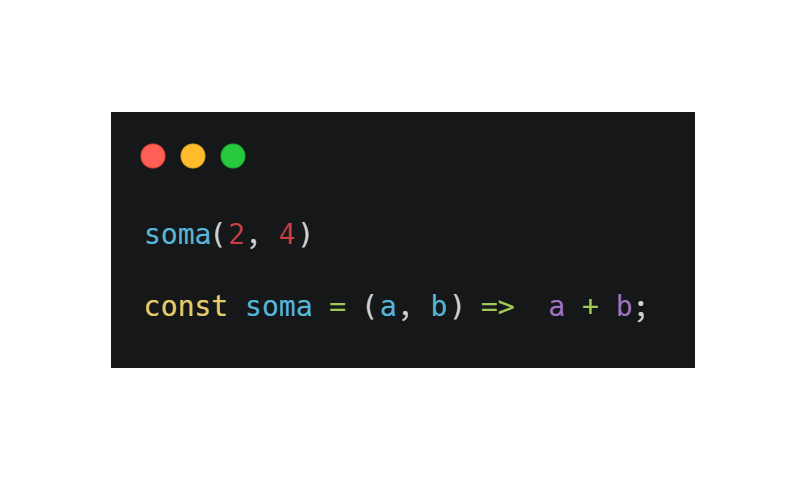 soma(2, 4)
const soma = (a, b) =>  a + b;